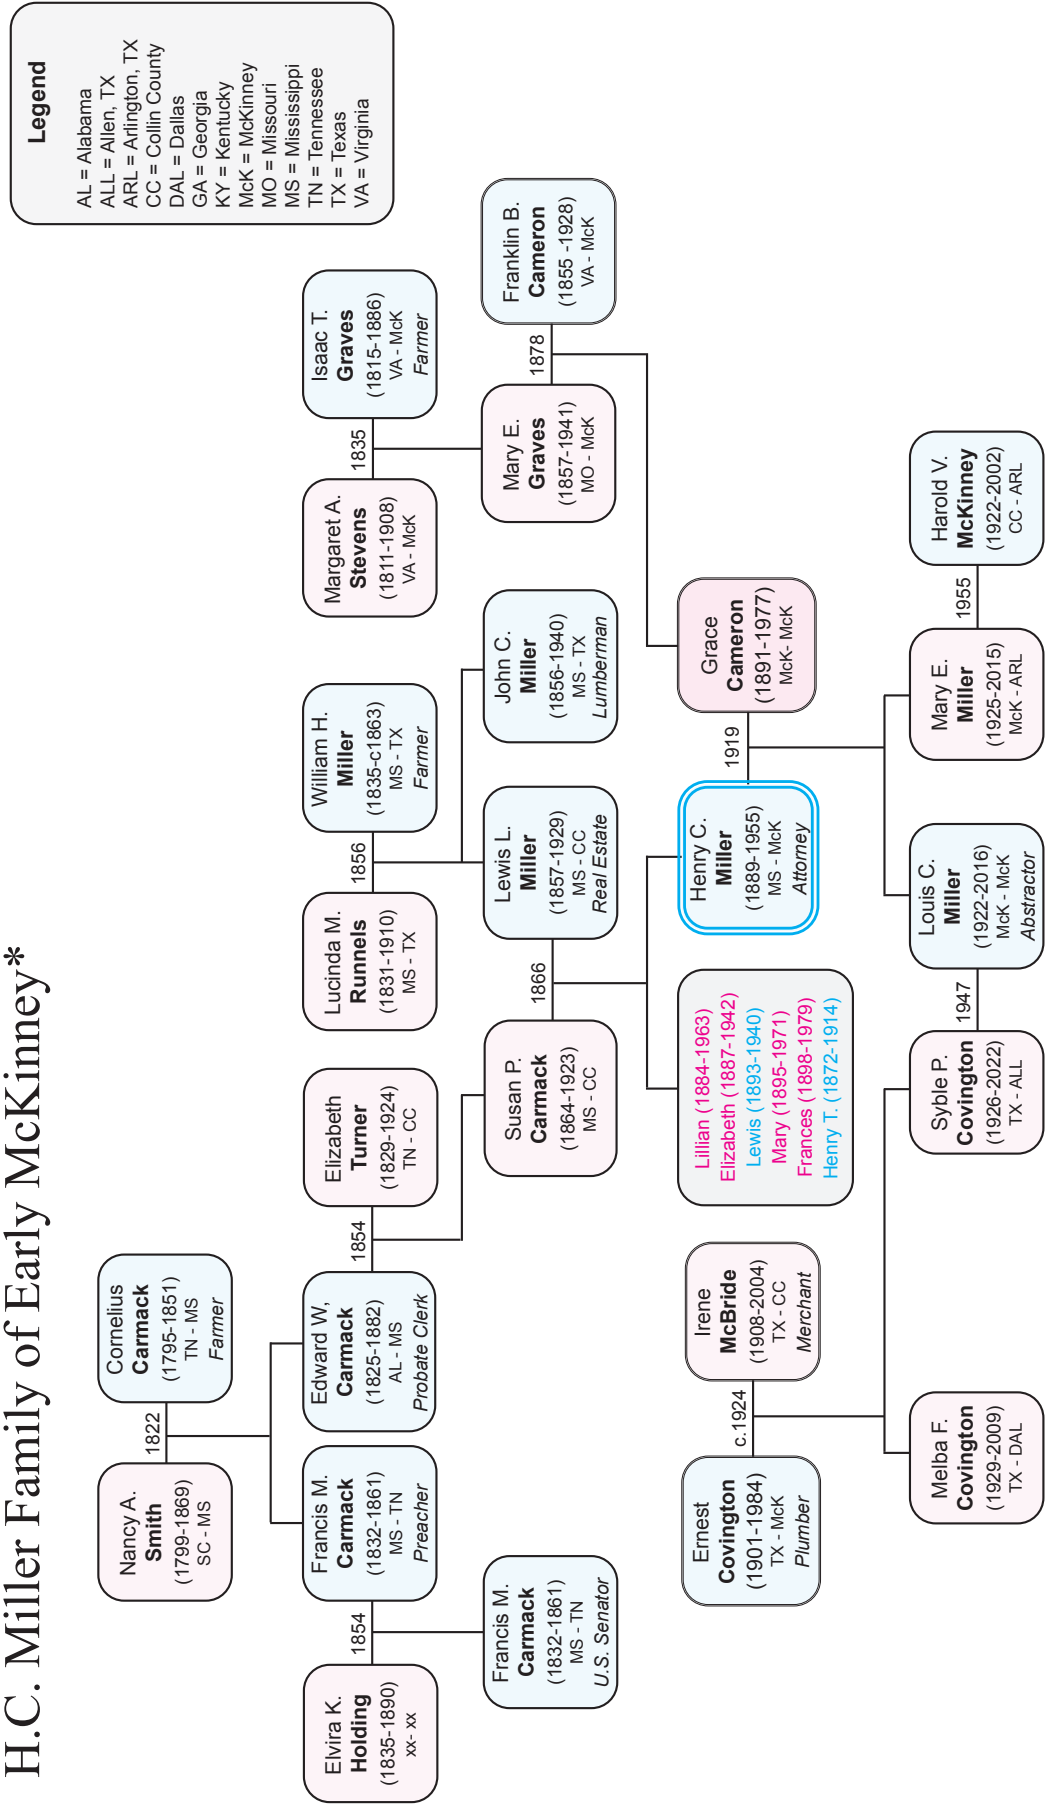 H.C. Miller Family of Early McKinney*
Legend
AL = Alabama
ALL = Allen, TX
ARL = Arlington, TX
CC = Collin County
DAL = Dallas
GA = Georgia
KY = Kentucky
McK = McKinney
MO = Missouri
MS = Mississippi
TN = Tennessee
TX = Texas
VA = Virginia
Nancy A.
Smith
(1799-1869)
SC - MS
1822
Cornelius
Carmack
(1795-1851)
TN - MS
Farmer
Elvira K.
Holding
(1835-1890)
xx- xx
1854
Francis M.
Carmack
(1832-1861)
MS - TN
Preacher
Edward W,
Carmack
(1825-1882)
AL - MS
Probate Clerk
1854
Elizabeth
Turner
(1829-1924)
TN - CC
Lucinda M.
Runnels
(1831-1910)
MS - TX
1856
William H.
Miller
(1835-c1863)
MS - TX
Farmer
Margaret A.
Stevens
(1811-1908)
VA - McK
1835
Isaac T.
Graves
(1815-1886)
VA - McK
Farmer
Francis M.
Carmack
(1832-1861)
MS - TN
U.S. Senator
Susan P.
Carmack
(1864-1923)
MS - CC
1866
Lewis L.
Miller
(1857-1929)
MS - CC
Real Estate
John C.
Miller
(1856-1940)
MS - TX
Lumberman
Mary E.
Graves
(1857-1941)
MO - McK
1878
Franklin B.
Cameron
(1855 -1928)
VA - McK
Ernest
Covington
(1901-1984)
TX - McK
Plumber
c.1924
Irene
McBride
(1908-2004)
TX - CC
Merchant
Lillian (1884-1963)
Elizabeth (1887-1942)
Lewis (1893-1940)
Mary (1895-1971)
Frances (1898-1979)
Henry T. (1872-1914)
Henry C.
Miller
(1889-1955)
MS - McK
Attorney
1919
Grace
Cameron
(1891-1977)
McK- McK
Melba F.
Covington
(1929-2009)
TX - DAL
Syble P.
Covington
(1926-2022)
TX - ALL
1947
Louis C.
Miller
(1922-2016)
McK - McK
Abstractor
Mary E.
Miller
(1925-2015)
McK - ARL
1955
Harold V.
McKinney
(1922-2002)
CC - ARL